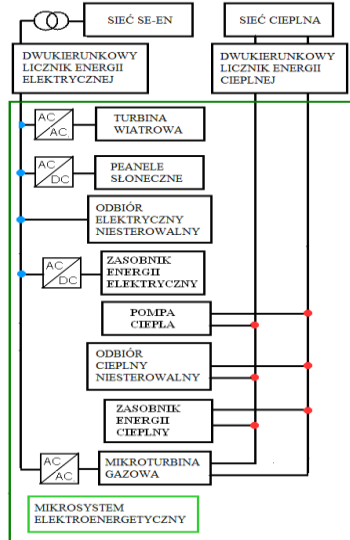 SIEĆ SE-EN
SIEĆ CIEPLNA
DWUKIERUNKOWY
LICZNIK ENERGII
ELEKTRYCZNEJ
DWUKIERUNKOWY
LICZNIK ENERGII
CIEPLNEJ
AC
AC
TURBINA
WIATROWA
AC
DC
PEANELE
SŁONECZNE
ODBIÓR
ELEKTRYCZNY
NIESTEROWALNY
AC
DC
ZASOBNIK
ENERGII
ELEKTRYCZNY
POMPA
CIEPŁA
ODBIÓR
CIEPLNY
NIESTEROWALNY
ZASOBNIK
ENERGII
CIEPLNY
AC
AC
MIKROTURBINA
GAZOWA
MIKROSYSTEM
ELEKTROENERGETYCZNY